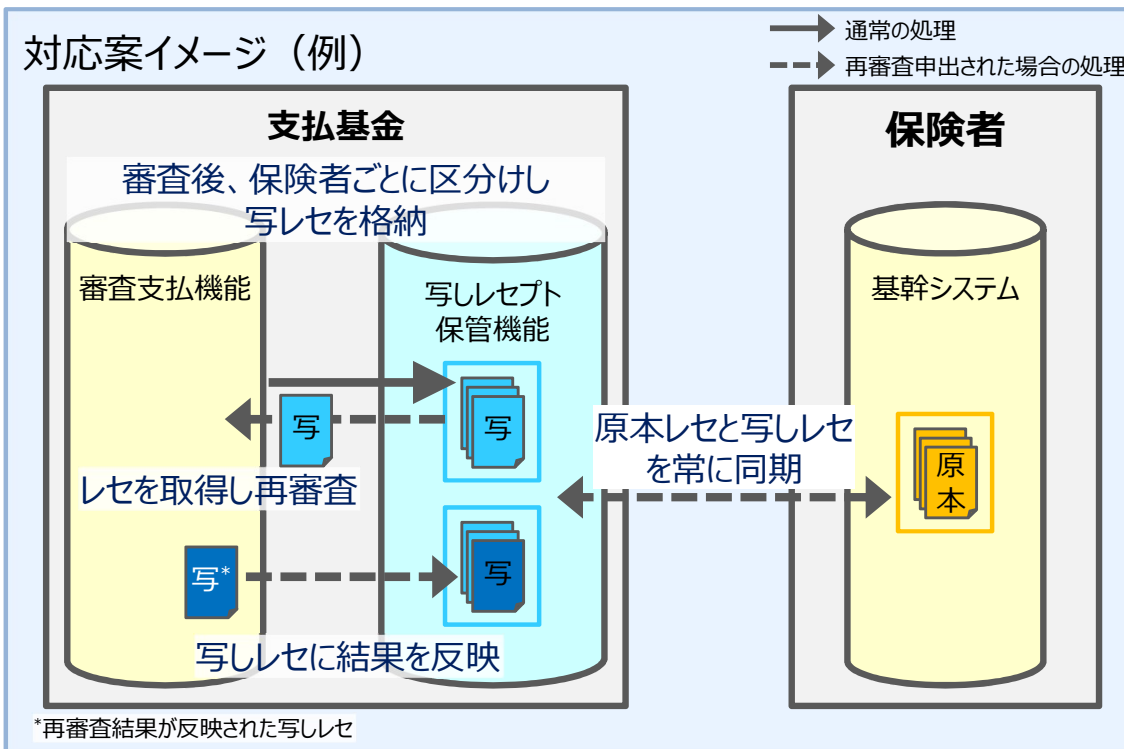 対応案イメージ（例）
通常の処理
再審査申出された場合の処理
支払基金
審査後、保険者ごとに区分けし
写レセを格納
審査支払機能
写しレセプト
保管機能
写
写
レセを取得し再審査
写*
写
写しレセに結果を反映
*再審査結果が反映された写しレセ
原本レセと写しレセ
を常に同期
保険者
基幹システム
原
本